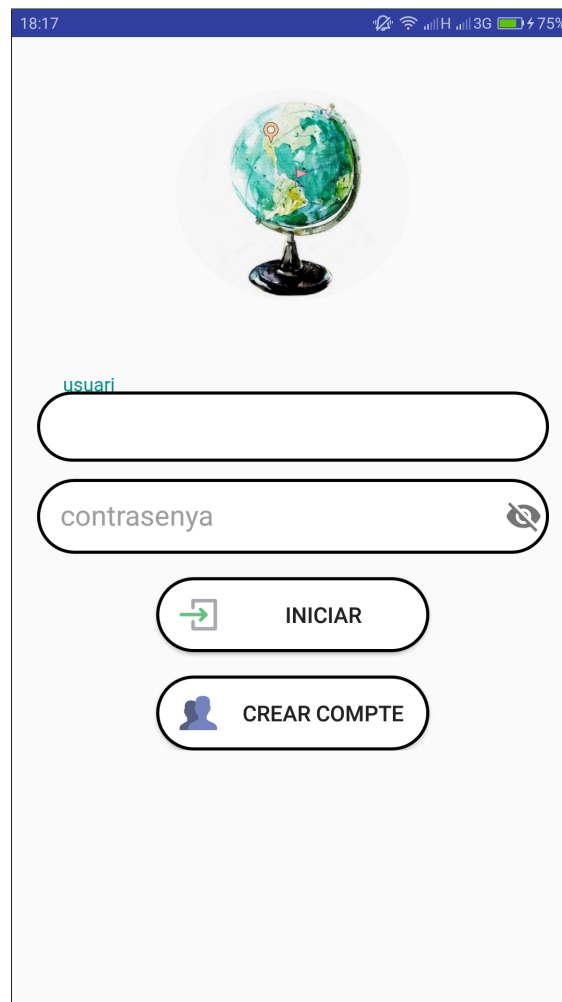 18:17 H 3G 75%
usuari
contrasenya
INICIAR
CREAR COMPTE